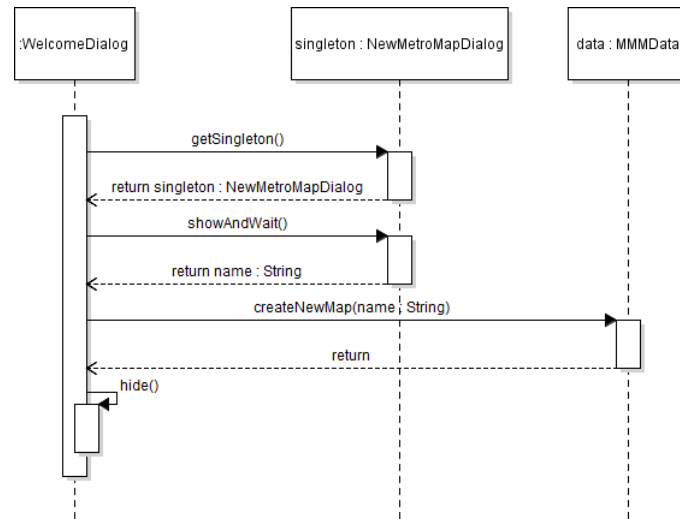 :WelcomeDialog
singleton : NewMetroMapDialog
data : MMMData
getSingleton()
return singleton : NewMetroMapDialog
showAndWait()
return name : String
createNewMap(name : String)
return
hide()